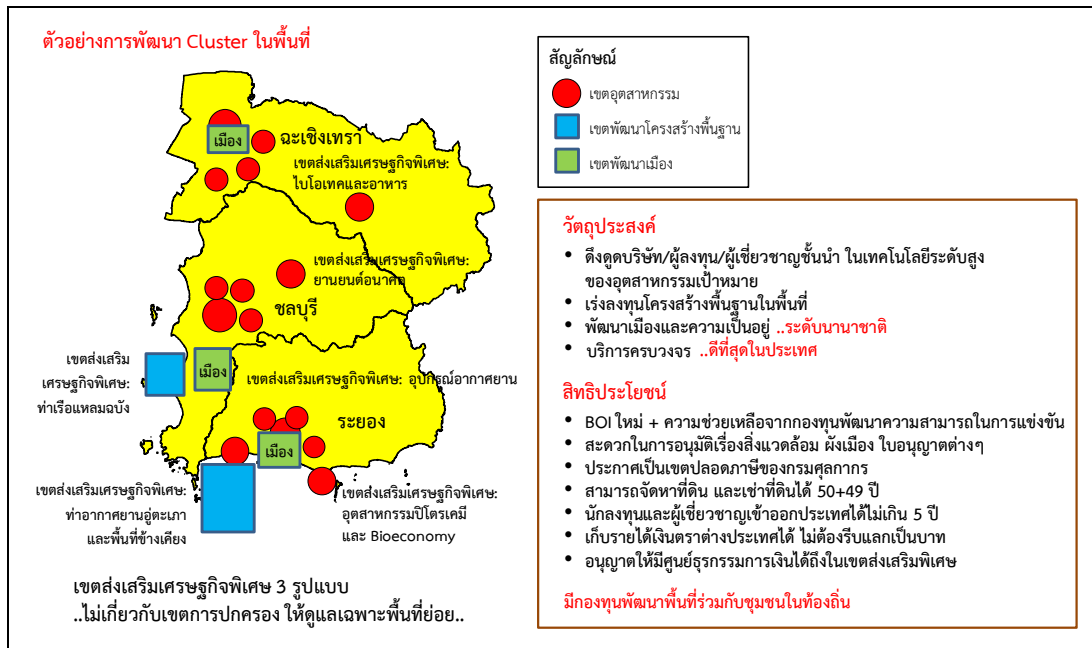 ตัวอย่างการพัฒนา Cluster ในพื้นที่
เมือง
ฉะเชิงเทรา
เขตส่งเสริมเศรษฐกิจพิเศษ:
ไบโอเทคและอาหาร
เขตส่งเสริมเศรษฐกิจพิเศษ:
ยานยนต์อนาคต
ชลบุรี
เขตส่งเสริม
เศรษฐกิจพิเศษ:
ท่าเรือแหลมฉบัง
เมือง
เขตส่งเสริมเศรษฐกิจพิเศษ: อุปกรณ์อากาศยาน
ระยอง
เมือง
เขตส่งเสริมเศรษฐกิจพิเศษ:
ท่าอากาศยานอู่ตะเภา
และพื้นที่ข้างเคียง
เขตส่งเสริมเศรษฐกิจพิเศษ:
อุตสาหกรรมปิโตรเคมี
และ Bioeconomy
เขตส่งเสริมเศรษฐกิจพิเศษ 3 รูปแบบ
..ไม่เกี่ยวกับเขตการปกครอง ให้ดูแลเฉพาะพื้นที่ย่อย..
สัญลักษณ์
เขตอุตสาหกรรม
เขตพัฒนาโครงสร้างพื้นฐาน
เขตพัฒนาเมือง
วัตถุประสงค์
• ดึงดูดบริษัท/ผู้ลงทุน/ผู้เชี่ยวชาญชั้นนำ ในเทคโนโลยีระดับสูง
ของอุตสาหกรรมเป้าหมาย
• เร่งลงทุนโครงสร้างพื้นฐานในพื้นที่
• พัฒนาเมืองและความเป็นอยู่ ..ระดับนานาชาติ
• บริการครบวงจร ..ดีที่สุดในประเทศ
สิทธิประโยชน์
• BOI ใหม่ + ความช่วยเหลือจากกองทุนพัฒนาความสามารถในการแข่งขัน
• สะดวกในการอนุมัติเรื่องสิ่งแวดล้อม ผังเมือง ใบอนุญาตต่างๆ
• ประกาศเป็นเขตปลอดภาษีของกรมศุลกากร
• สามารถจัดหาที่ดิน และเช่าที่ดินได้ 50+49 ปี
• นักลงทุนและผู้เชี่ยวชาญเข้าออกประเทศได้ไม่เกิน 5 ปี
• เก็บรายได้เงินตราต่างประเทศได้ ไม่ต้องรีบแลกเป็นบาท
• อนุญาตให้มีศูนย์ธุรกรรมการเงินได้ถึงในเขตส่งเสริมพิเศษ
มีกองทุนพัฒนาพื้นที่ร่วมกับชุมชนในท้องถิ่น